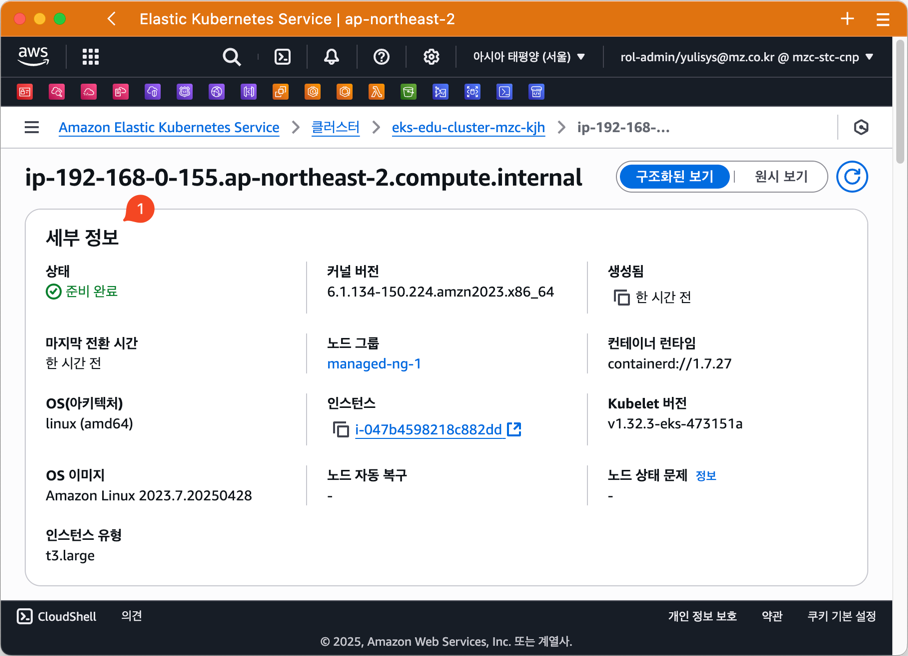 Elastic Kubernetes Service | ap-northeast-2
aws
아시아 태평양 (서울) ▼
rol-admin/yulisys@mz.co.kr @ mzc-stc-cnp ▼
Amazon Elastic Kubernetes Service > 클러스터 > eks-edu-cluster-mzc-kjh > ip-192-168-...
ip-192-168-0-155.ap-northeast-2.compute.internal
구조화된 보기
원시 보기
1
세부 정보
상태
준비 완료
커널 버전
6.1.134-150.224.amzn2023.x86_64
생성됨
한 시간 전
마지막 전환 시간
한 시간 전
노드 그룹
managed-ng-1
컨테이너 런타임
containerd://1.7.27
OS(아키텍처)
linux (amd64)
인스턴스
i-047b4598218c882dd
Kubelet 버전
v1.32.3-eks-473151a
OS 이미지
Amazon Linux 2023.7.20250428
노드 자동 복구
-
노드 상태 문제 정보
-
인스턴스 유형
t3.large
CloudShell
의견
개인 정보 보호
약관
쿠키 기본 설정
© 2025, Amazon Web Services, Inc. 또는 계열사.